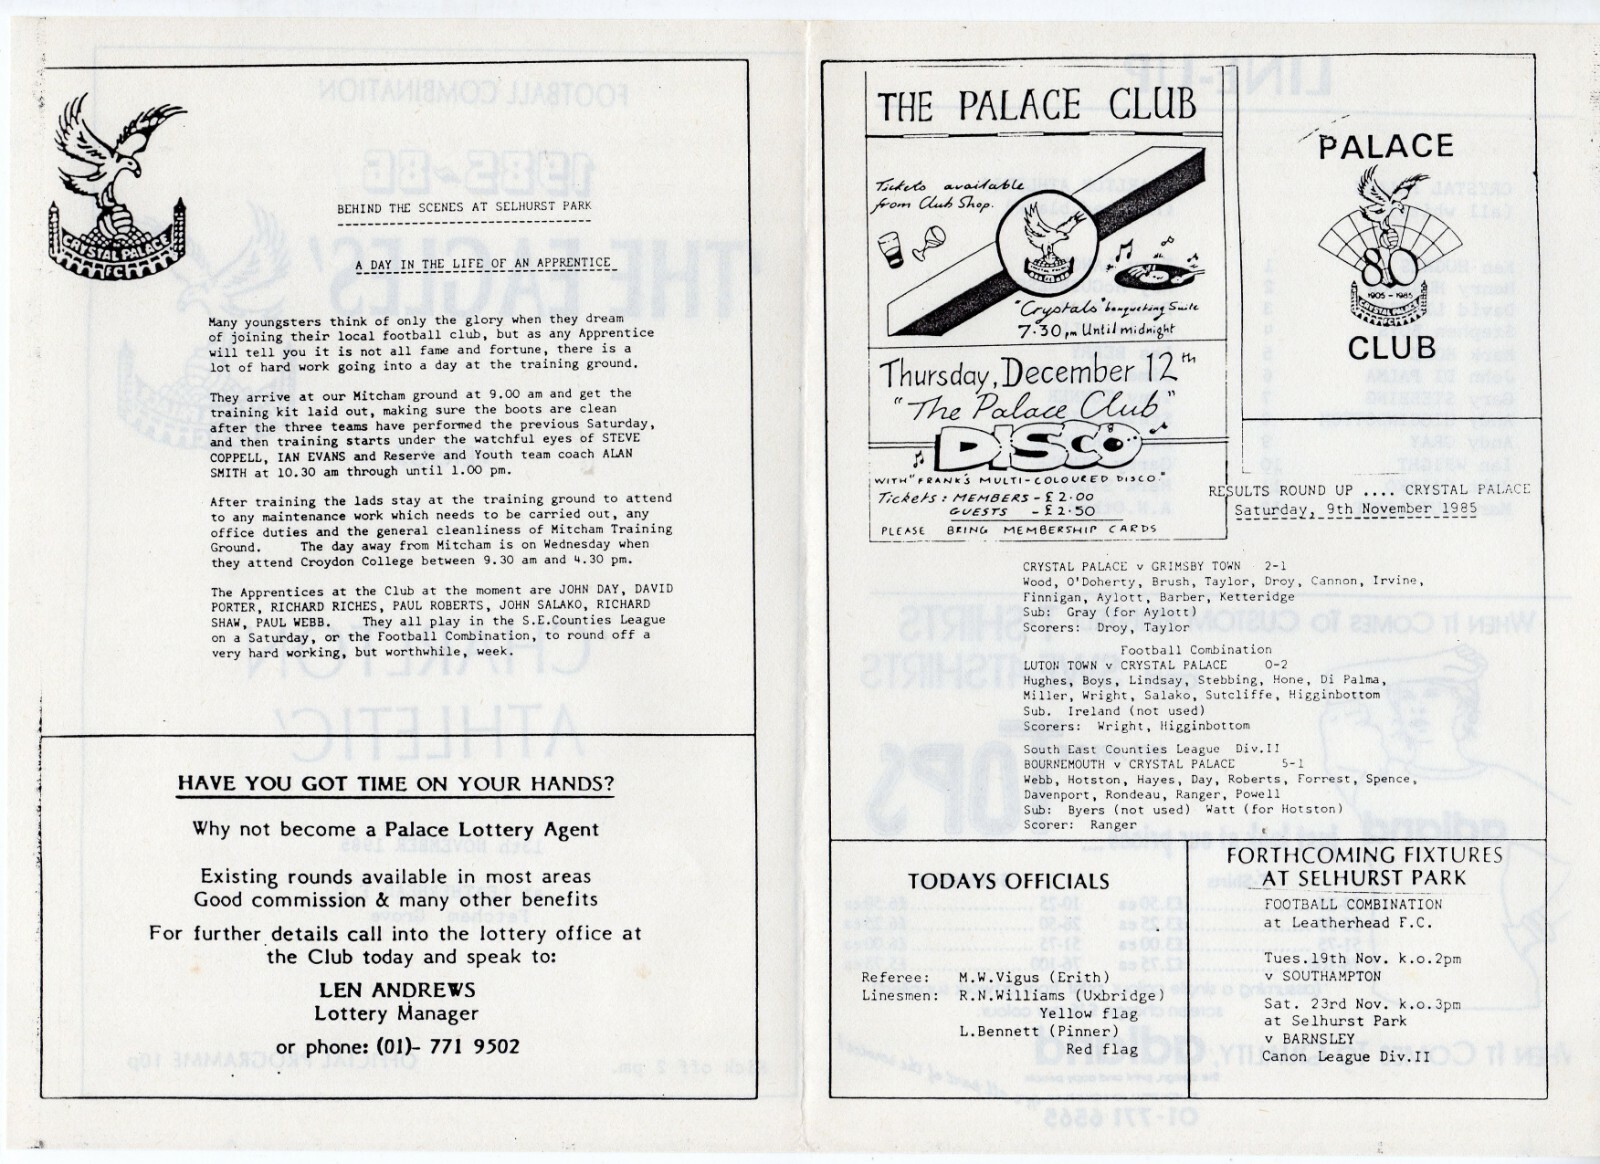 CRYSTAL PALACE
FC
BEHIND THE SCENES AT SELHURST PARK
A DAY IN THE LIFE OF AN APPRENTICE
Many youngsters think of only the glory when they dream
of joining their local football club, but as any Apprentice
will tell you it is not all fame and fortune, there is a
lot of hard work going into a day at the training ground.
They arrive at our Mitcham ground at 9.00 am and get the
training kit laid out, making sure the boots are clean
after the three teams have performed the previous Saturday,
and then training starts under the watchful eyes of STEVE
COPPELL, IAN EVANS and Reserve and Youth team coach ALAN
SMITH at 10.30 am through until 1.00 pm.
After training the lads stay at the training ground to attend
to any maintenance work which needs to be carried out, any
office duties and the general cleanliness of Mitcham Training
Ground. The day away from Mitcham is on Wednesday when
they attend Croydon College between 9.30 am and 4.30 pm.
The Apprentices at the Club at the moment are JOHN DAY, DAVID
PORTER, RICHARD RICHES, PAUL ROBERTS, JOHN SALAKO, RICHARD
SHAW, PAUL WEBB. They all play in the S.E.Counties League
on a Saturday, or the Football Combination, to round off a
very hard working, but worthwhile, week.
HAVE YOU GOT TIME ON YOUR HANDS?
Why not become a Palace Lottery Agent
Existing rounds available in most areas
Good commission & many other benefits
For further details call into the lottery office at
the Club today and speak to:
LEN ANDREWS
Lottery Manager
or phone: (01)- 771 9502
THE PALACE CLUB
Tickets available
from Club Shop.
"Crystals" banqueting Suite
7.30pm Until midnight
Thursday, December 12th
"The Palace Club"
DISCO
WITH "FRANK'S MULTI-COLOURED DISCO"
Tickets: MEMBERS - £2.00
GUESTS - £2.50
PLEASE BRING MEMBERSHIP CARDS
PALACE
80
1905 - 1985
CRYSTAL PALACE
CLUB
RESULTS ROUND UP .... CRYSTAL PALACE
Saturday, 9th November 1985
CRYSTAL PALACE v GRIMSBY TOWN 2-1
Wood, O'Doherty, Brush, Taylor, Droy, Cannon, Irvine,
Finnigan, Aylott, Barber, Ketteridge
Sub: Gray (for Aylott)
Scorers: Droy, Taylor
Football Combination
LUTON TOWN v CRYSTAL PALACE 0-2
Hughes, Boys, Lindsay, Stebbing, Hone, Di Palma,
Miller, Wright, Salako, Sutcliffe, Higginbottom
Sub. Ireland (not used)
Scorers: Wright, Higginbottom
South East Counties League Div.II
BOURNEMOUTH v CRYSTAL PALACE 5-1
Webb, Hotston, Hayes, Day, Roberts, Forrest, Spence,
Davenport, Rondeau, Ranger, Powell
Sub: Byers (not used) Watt (for Hotston)
Scorer: Ranger
TODAYS OFFICIALS
Referee: M.W.Vigus (Erith)
Linesmen: R.N.Williams (Uxbridge)
Yellow flag
L.Bennett (Pinner)
Red flag
FORTHCOMING FIXTURES
AT SELHURST PARK
FOOTBALL COMBINATION
at Leatherhead F.C.
Tues.19th Nov. k.o.2pm
v SOUTHAMPTON
Sat. 23rd Nov. k.o.3pm
at Selhurst Park
v BARNSLEY
Canon League Div.II